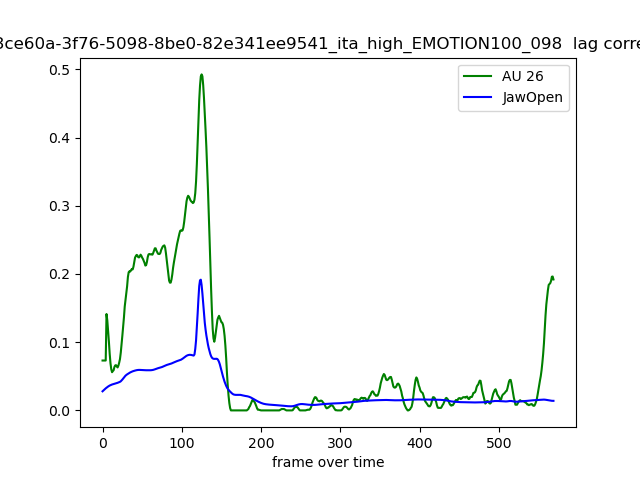 3ce60a-3f76-5098-8be0-82e341ee9541_ita_high_EMOTION100_098 lag corre
AU 26
JawOpen
0.5
0.4
0.3
0.2
0.1
0.0
0 100 200 300 400 500
frame over time